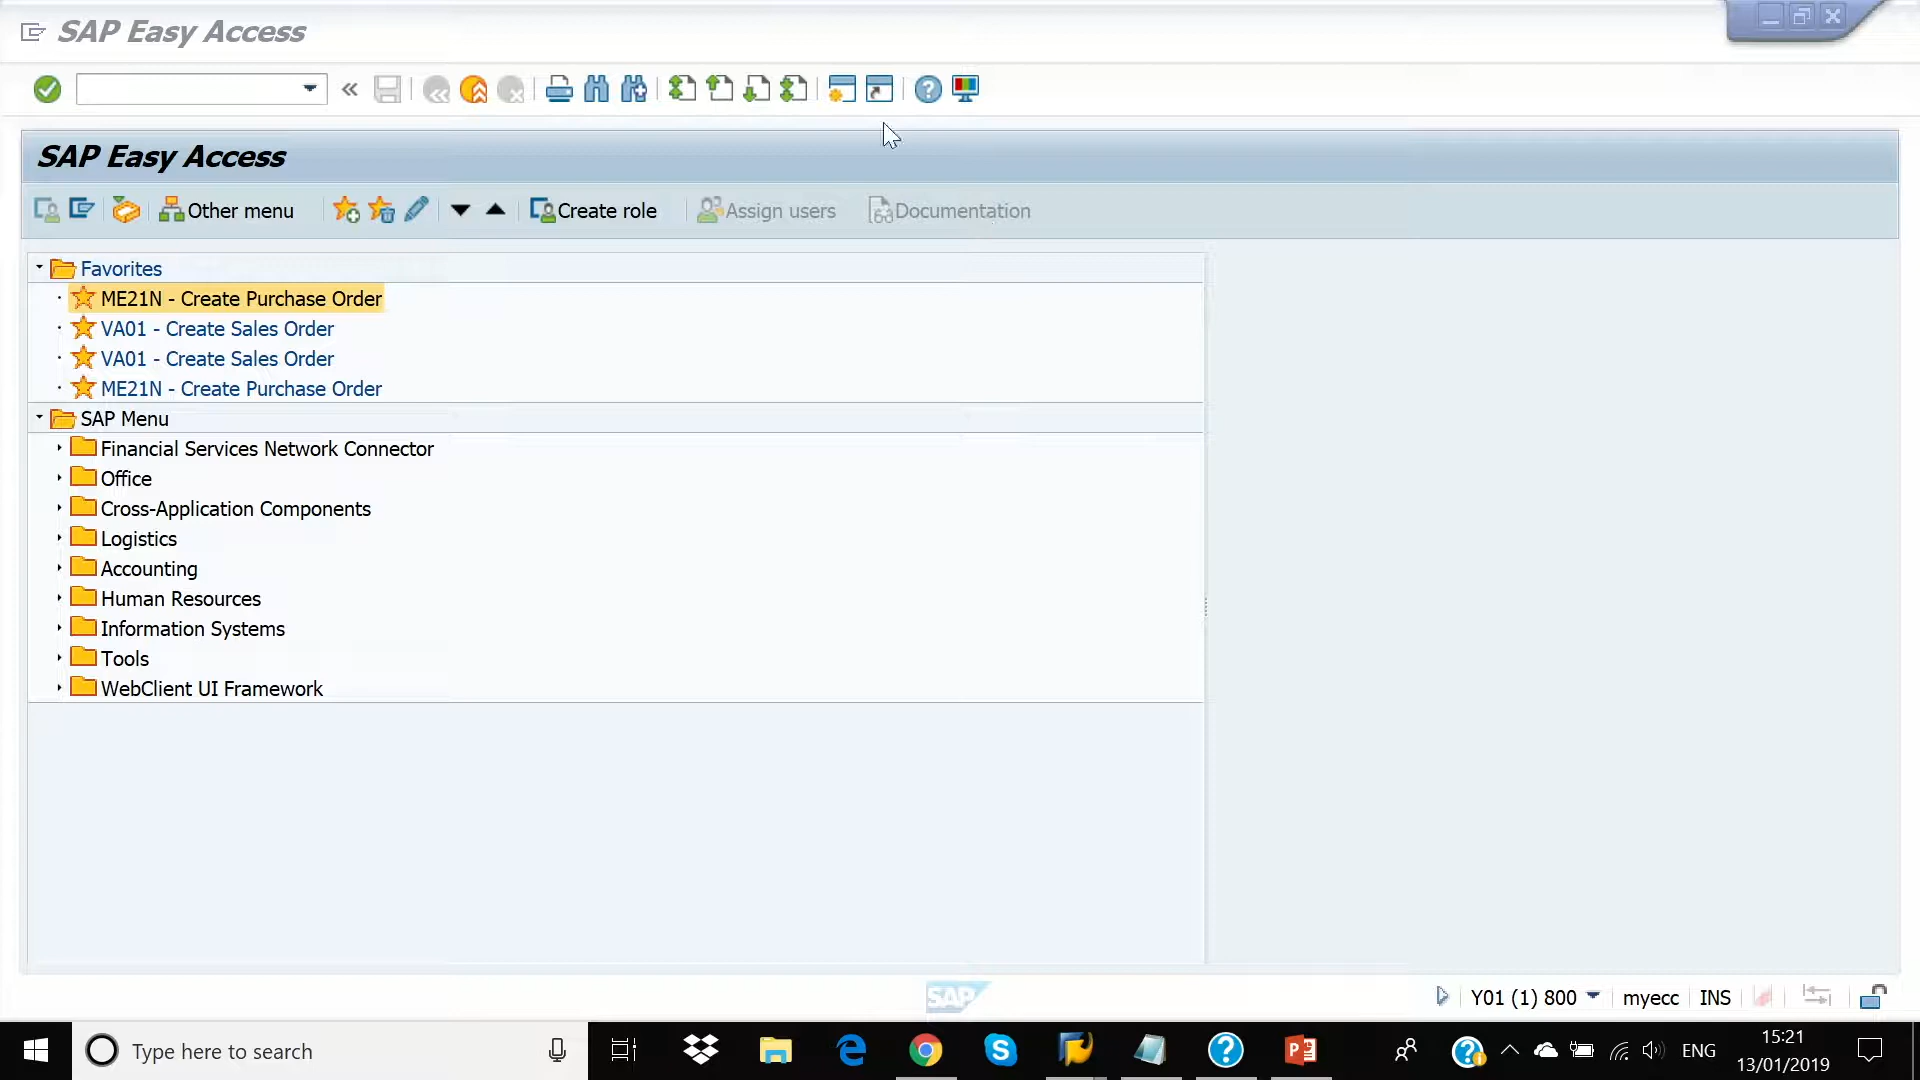 SAP Easy Access
SAP Easy Access
Other menu Create role Assign users Documentation
Favorites
ME21N - Create Purchase Order
VA01 - Create Sales Order
VA01 - Create Sales Order
ME21N - Create Purchase Order
SAP Menu
Financial Services Network Connector
Office
Cross-Application Components
Logistics
Accounting
Human Resources
Information Systems
Tools
WebClient UI Framework
SAP
Y01 (1) 800 myecc INS
Type here to search
ENG
15:21
13/01/2019